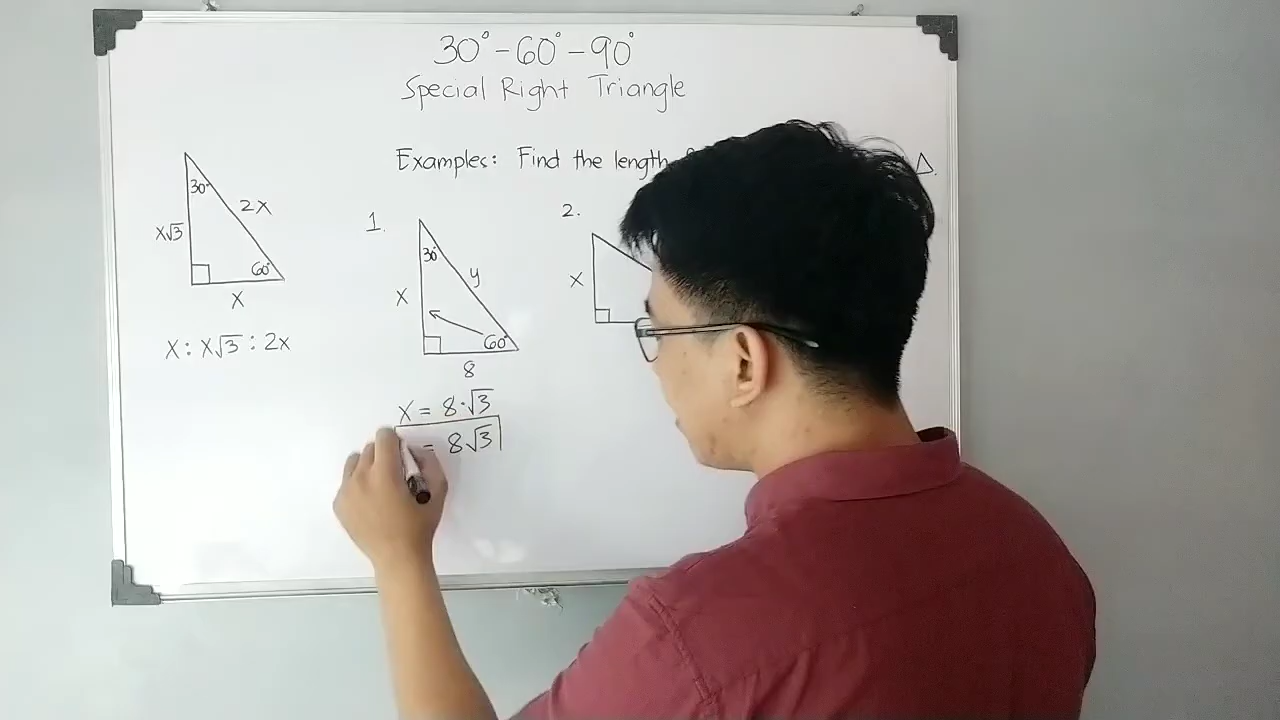 30°-60°-90°
Special Right Triangle
Examples: Find the length
30°
2x
x√3
60°
x
x : x√3 : 2x
1.
30°
y
x
60°
8
x = 8·√3
= 8√3
2.
x